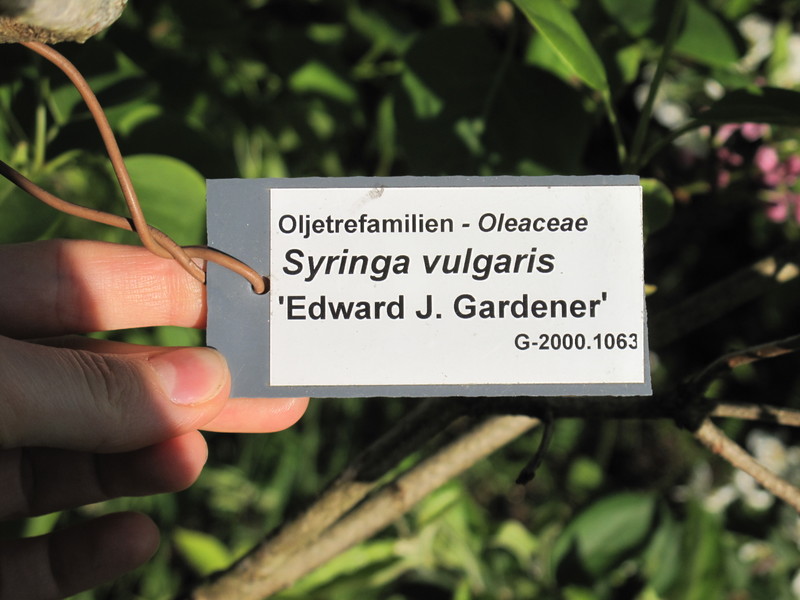 Oljetrefamilien - Oleaceae
Syringa vulgaris
'Edward J. Gardener'
G-2000.1063